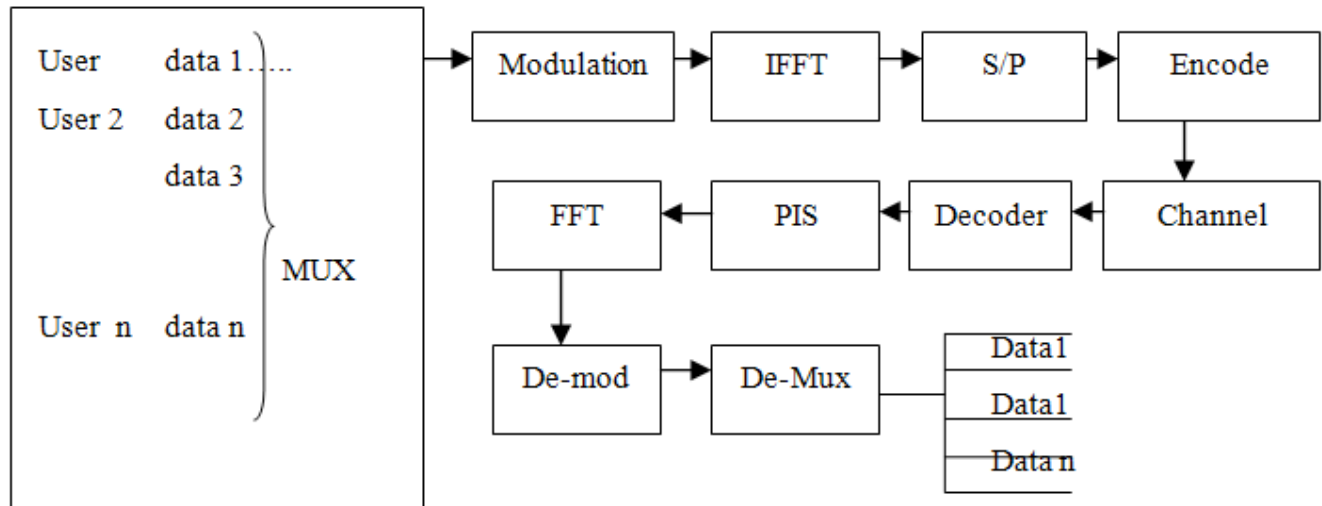 User data 1.....
User 2 data 2
data 3
MUX
User n data n
Modulation
IFFT
S/P
Encode
Channel
Decoder
PIS
FFT
De-mod
De-Mux
Data1
Data1
Data n